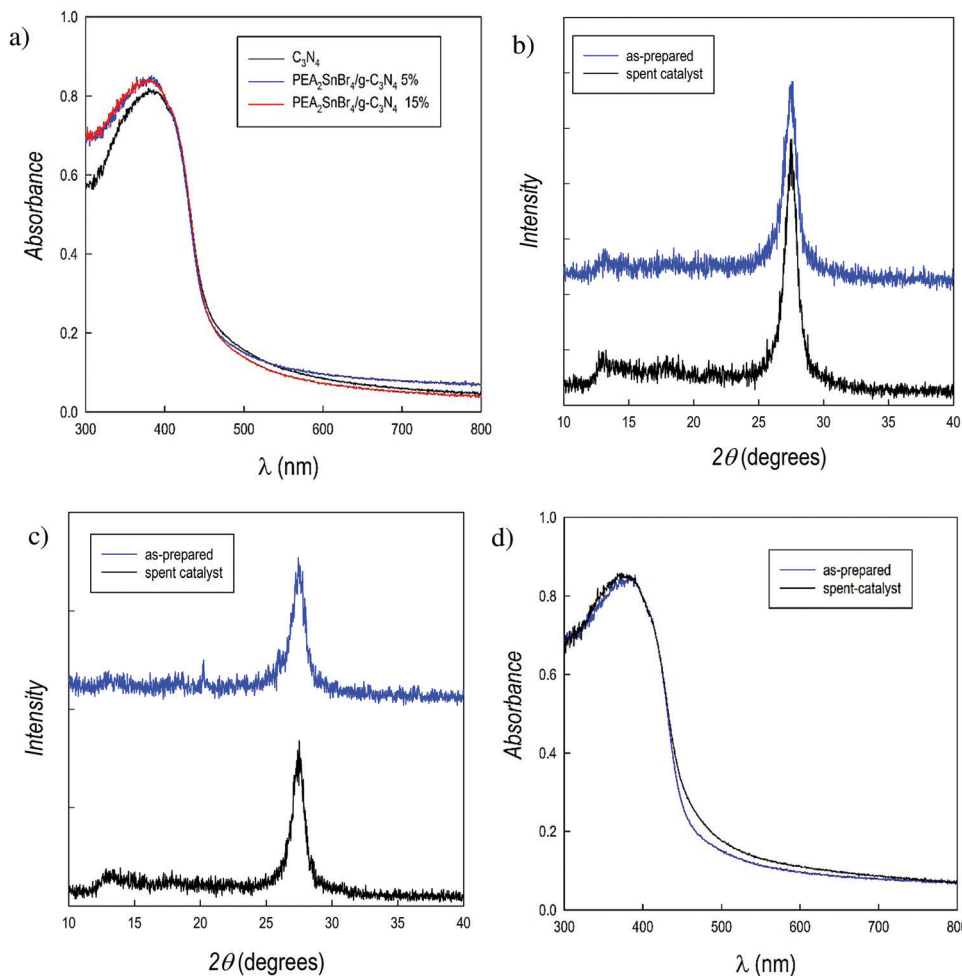 a)
1.0
0.8
0.6
0.4
0.2
0.0
Absorbance
C₃N₄
PEA₂SnBr₄/g-C₃N₄ 5%
PEA₂SnBr₄/g-C₃N₄ 15%
300 400 500 600 700 800
λ (nm)
b)
as-prepared
spent catalyst
Intensity
10 15 20 25 30 35 40
2θ (degrees)
c)
as-prepared
spent catalyst
Intensity
10 15 20 25 30 35 40
2θ (degrees)
d)
1.0
0.8
0.6
0.4
0.2
0.0
Absorbance
as-prepared
spent-catalyst
300 400 500 600 700 800
λ (nm)